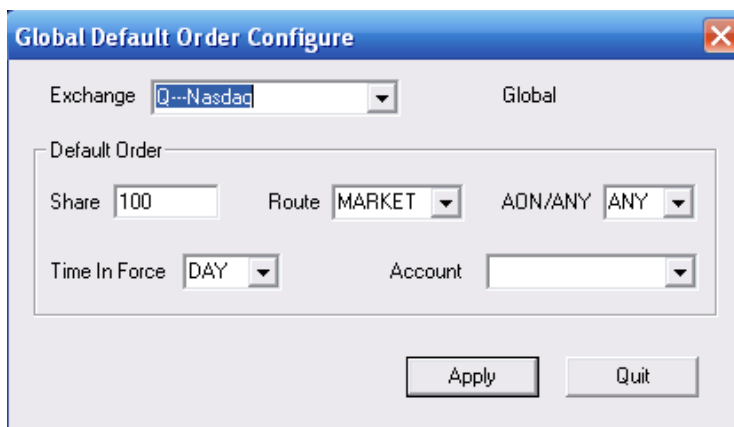 Global Default Order Configure
Exchange Q---Nasdaq Global
Default Order
Share 100 Route MARKET AON/ANY ANY
Time In Force DAY Account
Apply Quit